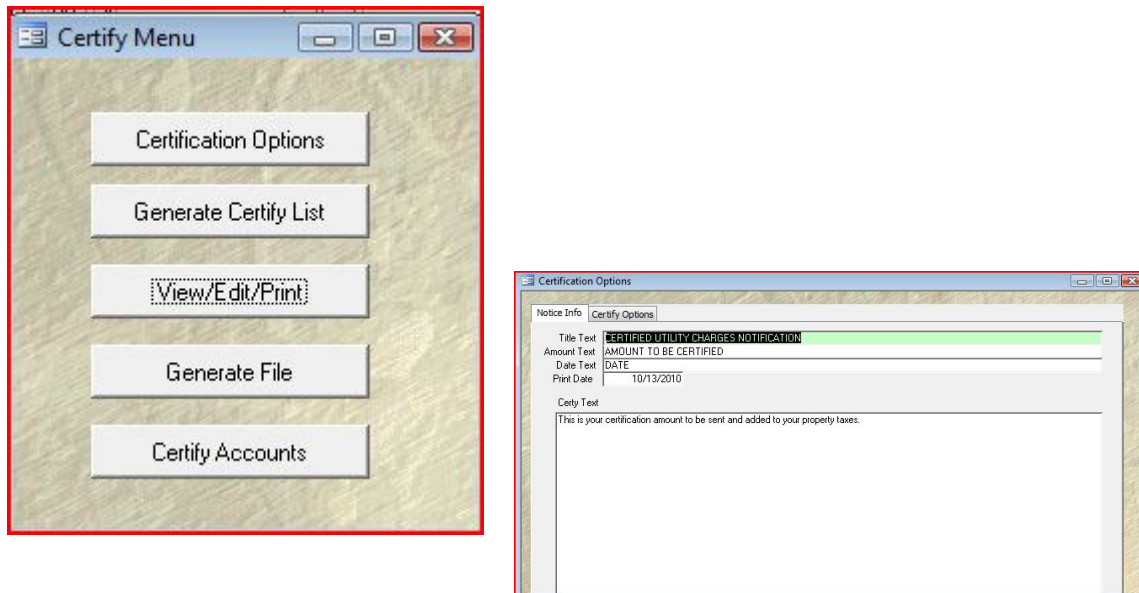 Certify Menu
Certification Options
Generate Certify List
View/Edit/Print
Generate File
Certify Accounts
Certification Options
Notice Info Certify Options
Title Text CERTIFIED UTILITY CHARGES NOTIFICATION
Amount Text AMOUNT TO BE CERTIFIED
Date Text DATE
Print Date 10/13/2010
Certy Text
This is your certification amount to be sent and added to your property taxes.